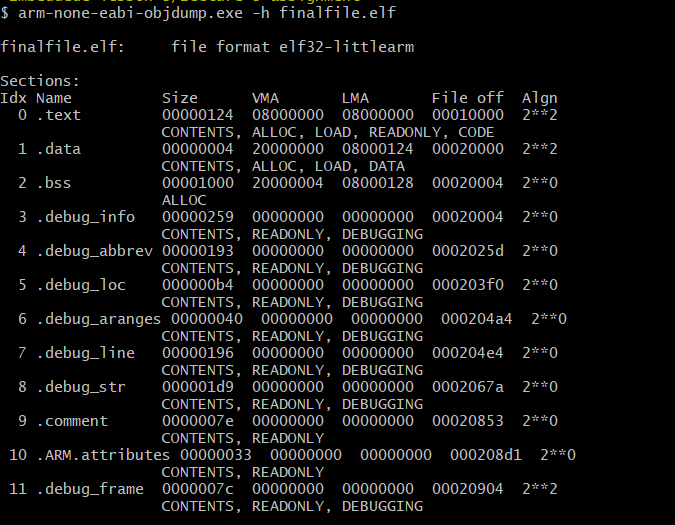 $ arm-none-eabi-objdump.exe -h finalfile.elf
finalfile.elf:     file format elf32-littlearm
Sections:
Idx Name          Size      VMA       LMA       File off  Algn
  0 .text         00000124  08000000  08000000  00010000  2**2
                  CONTENTS, ALLOC, LOAD, READONLY, CODE
  1 .data         00000004  20000000  08000124  00020000  2**2
                  CONTENTS, ALLOC, LOAD, DATA
  2 .bss          00001000  20000004  08000128  00020004  2**0
                  ALLOC
  3 .debug_info   00000259  00000000  00000000  00020004  2**0
                  CONTENTS, READONLY, DEBUGGING
  4 .debug_abbrev 00000193  00000000  00000000  0002025d  2**0
                  CONTENTS, READONLY, DEBUGGING
  5 .debug_loc    000000b4  00000000  00000000  000203f0  2**0
                  CONTENTS, READONLY, DEBUGGING
  6 .debug_aranges 00000040  00000000  00000000  000204a4  2**0
                  CONTENTS, READONLY, DEBUGGING
  7 .debug_line   00000196  00000000  00000000  000204e4  2**0
                  CONTENTS, READONLY, DEBUGGING
  8 .debug_str    000001d9  00000000  00000000  0002067a  2**0
                  CONTENTS, READONLY, DEBUGGING
  9 .comment      0000007e  00000000  00000000  00020853  2**0
                  CONTENTS, READONLY
 10 .ARM.attributes 00000033  00000000  00000000  000208d1  2**0
                  CONTENTS, READONLY
 11 .debug_frame  0000007c  00000000  00000000  00020904  2**2
                  CONTENTS, READONLY, DEBUGGING